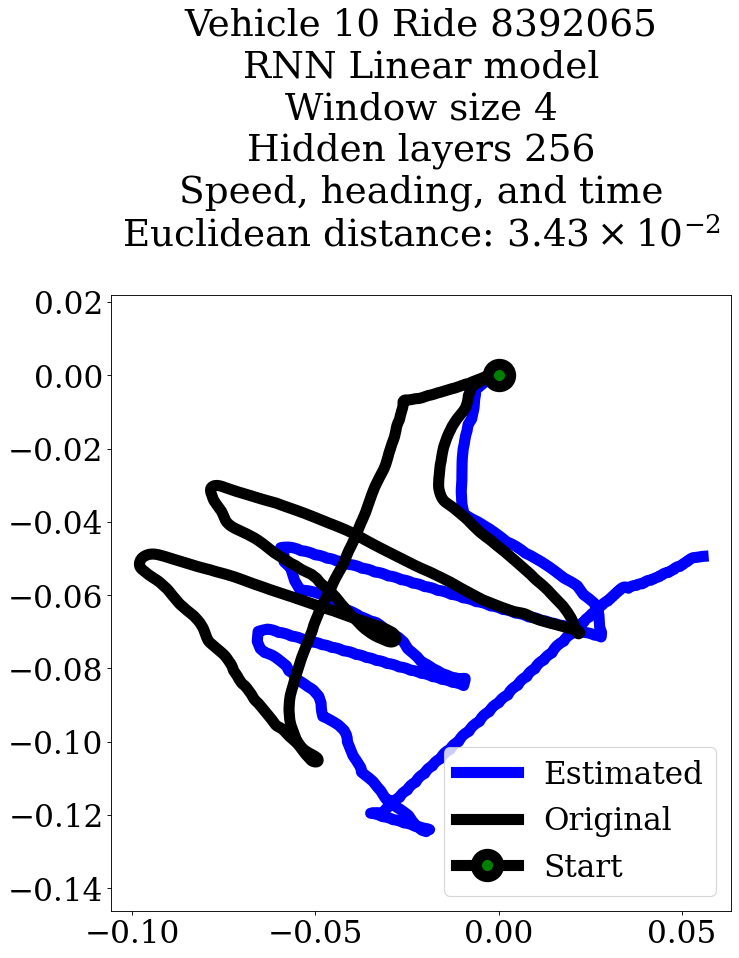 Vehicle 10 Ride 8392065
RNN Linear model
Window size 4
Hidden layers 256
Speed, heading, and time
Euclidean distance: 3.43 × 10⁻²
0.02
0.00
−0.02
−0.04
−0.06
−0.08
−0.10
−0.12
−0.14
Estimated
Original
Start
−0.10
−0.05
0.00
0.05